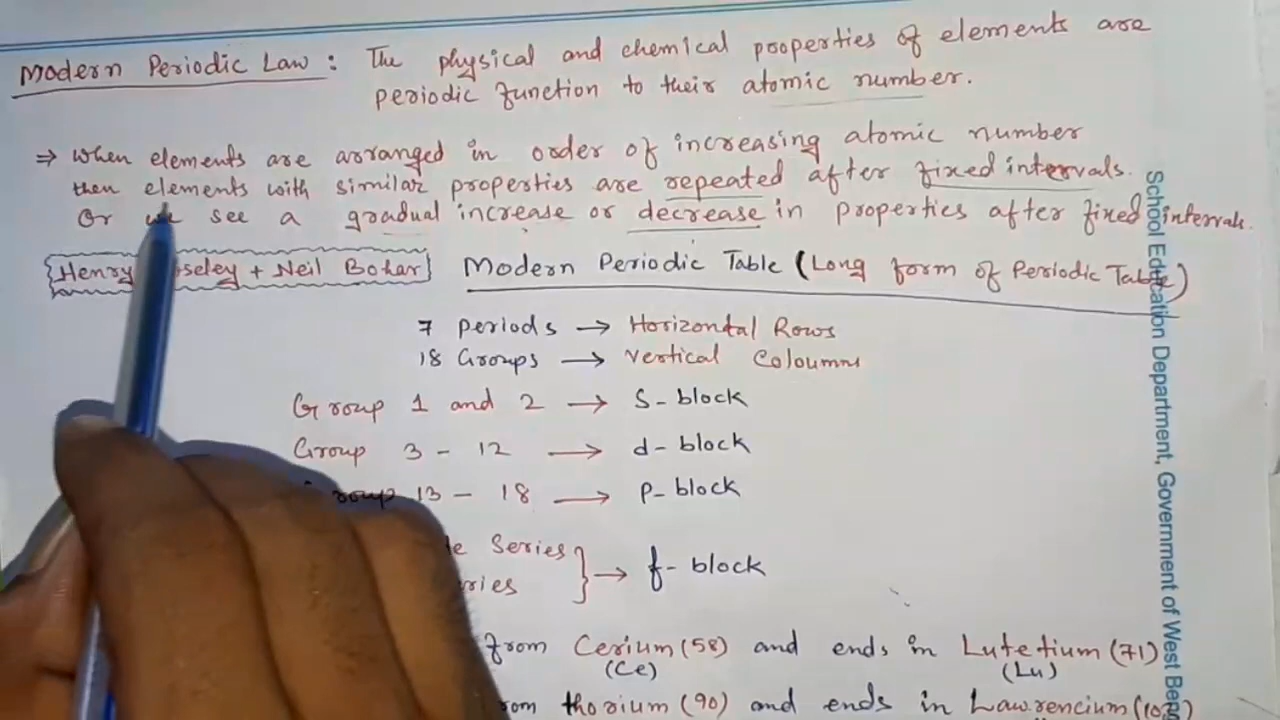 Modern Periodic Law : The physical and chemical properties of elements are
periodic function to their atomic number.
⇒ When elements are arranged in order of increasing atomic number
then elements with similar properties are repeated after fixed intervals.
Or we see a gradual increase or decrease in properties after fixed intervals.
Henry + Neil Bohar Modern Periodic Table (Long form of Periodic Table)
7 Periods → Horizontal Rows
18 Groups → Vertical Coloumns
Group 1 and 2 → S-block
Group 3 - 12 → d-block
13 - 18 → P-block
Series
→ f-block
from Cerium (58) and ends in Lutetium (71)
(Ce) (Lu)
thorium (90) and ends in Lawrencium
School Education Department, Government of West Beng